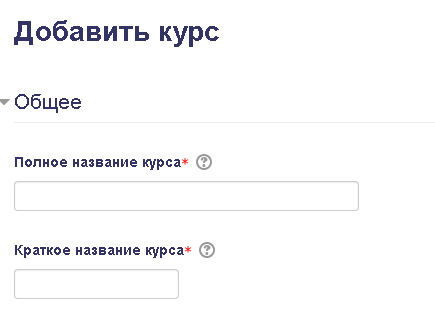 Добавить курс
Общее
Полное название курса* ?
Краткое название курса* ?